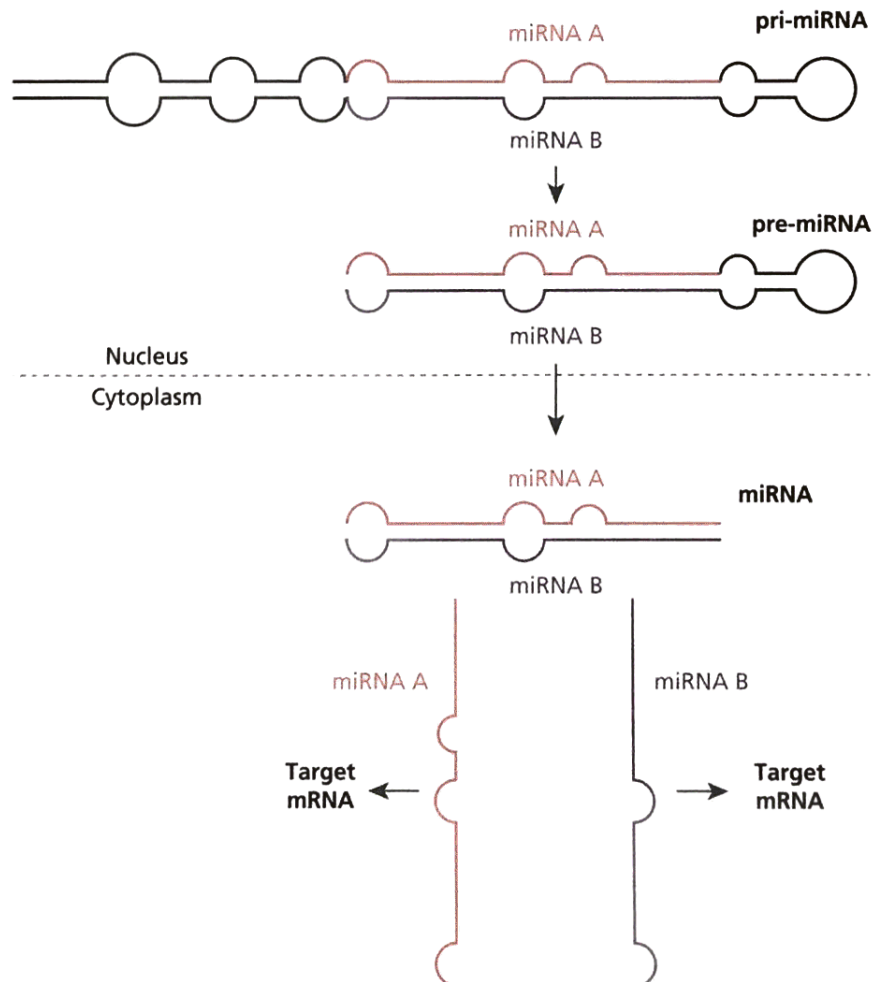 miRNA A
pri-miRNA
miRNA B
miRNA A
pre-miRNA
miRNA B
Nucleus
Cytoplasm
miRNA A
miRNA
miRNA B
miRNA A
miRNA B
Target
mRNA
Target
mRNA